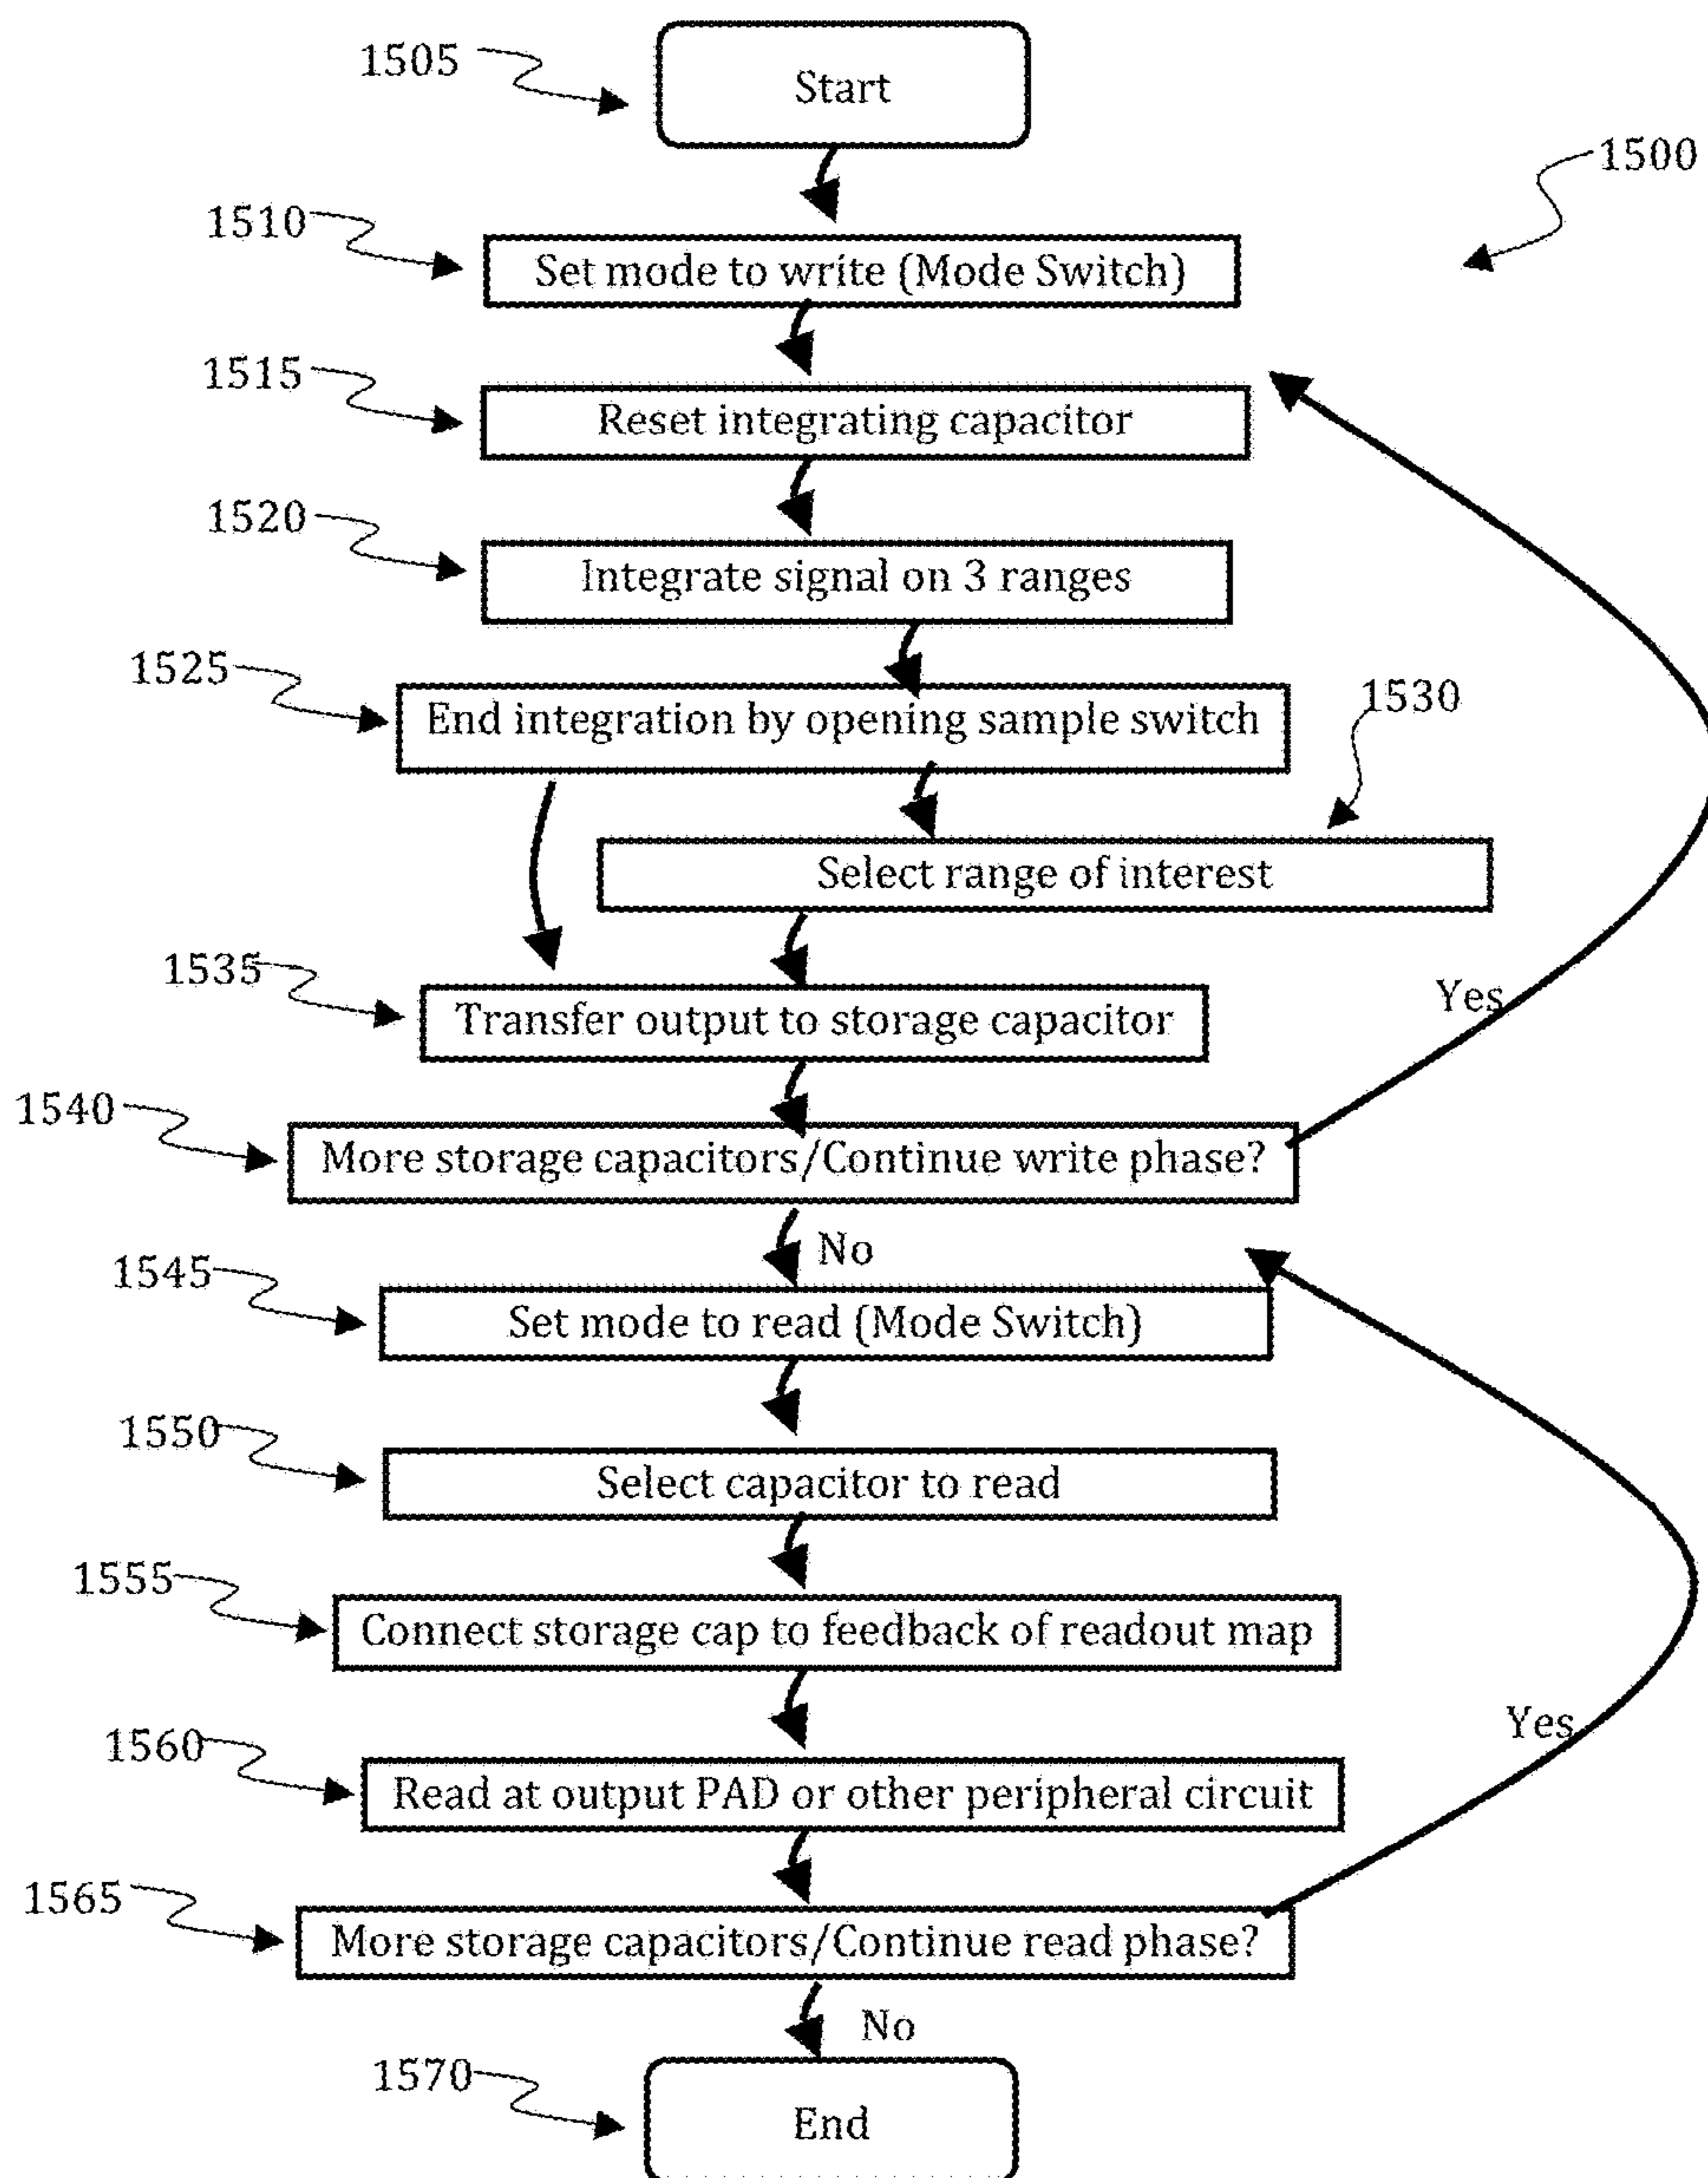 1505
Start
1500
1510
Set mode to write (Mode Switch)
1515
Reset integrating capacitor
1520
Integrate signal on 3 ranges
1525
End integration by opening sample switch
1530
Select range of interest
1535
Transfer output to storage capacitor
Yes
1540
More storage capacitors/Continue write phase?
No
1545
Set mode to read (Mode Switch)
1550
Select capacitor to read
1555
Connect storage cap to feedback of readout map
1560
Read at output PAD or other peripheral circuit
Yes
1565
More storage capacitors/Continue read phase?
No
1570
End